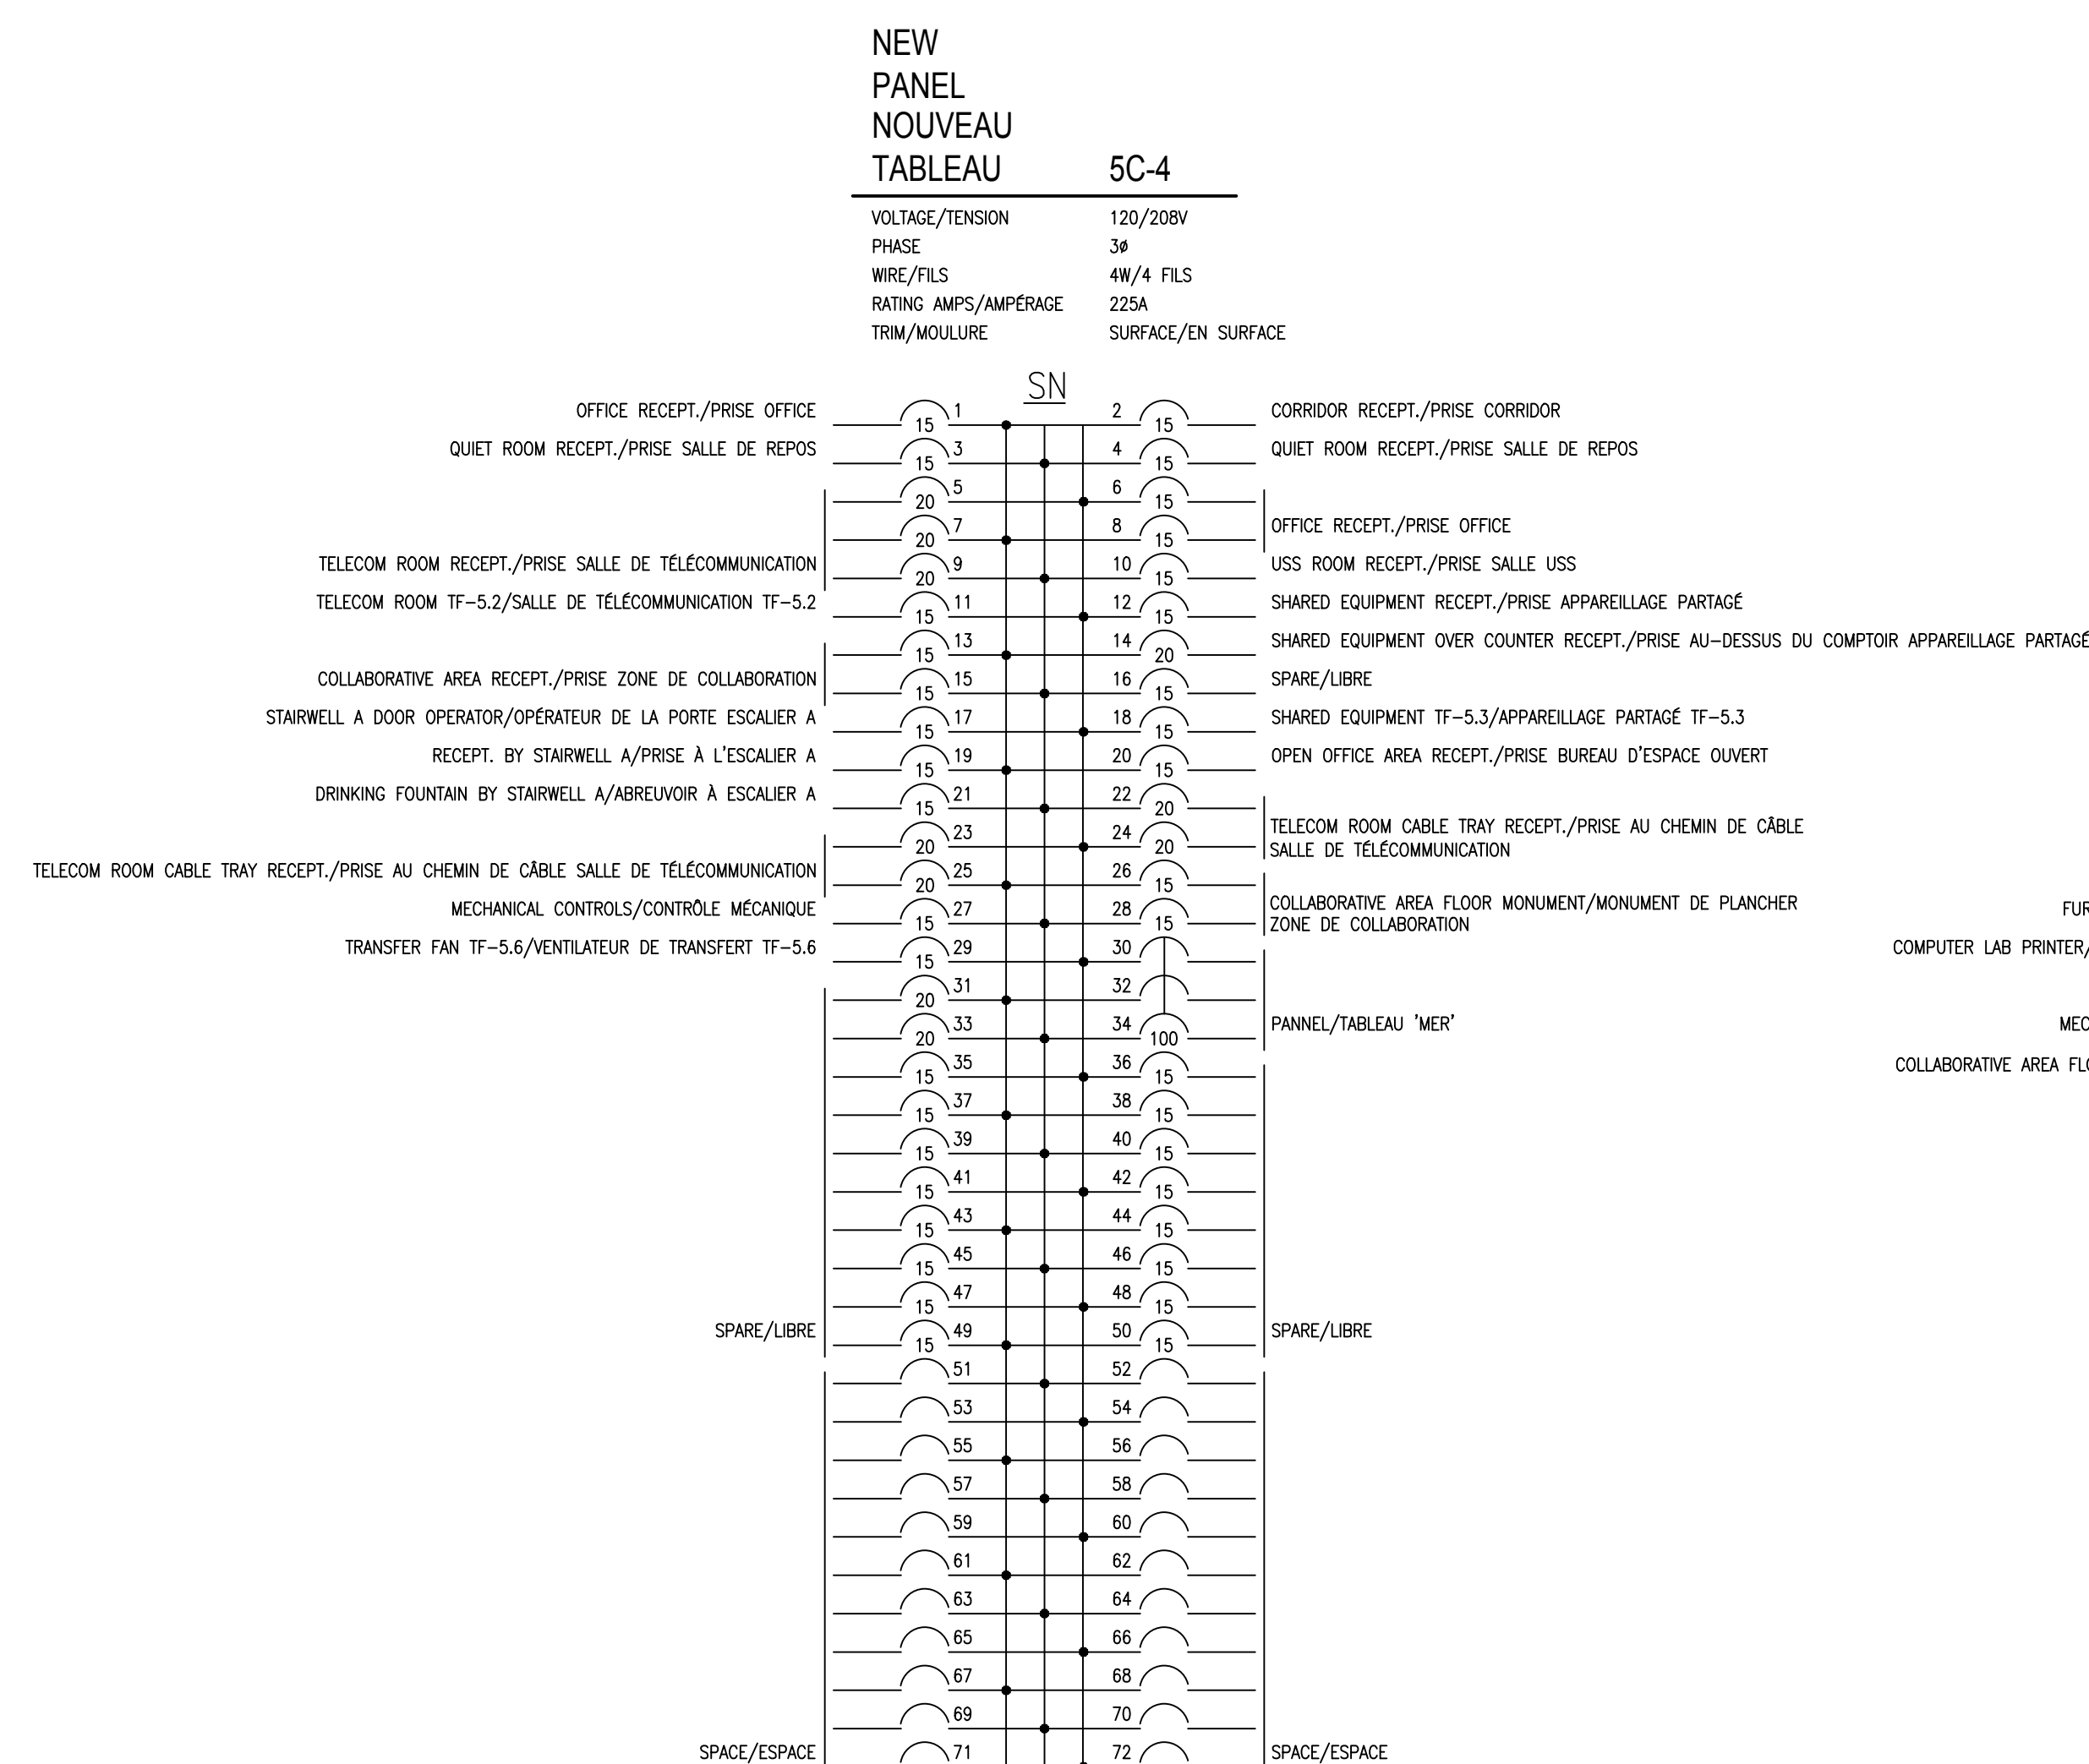 NEW
PANEL
NOUVEAU
TABLEAU 5C-4
VOLTAGE/TENSION 120/208V
PHASE 3ø
WIRE/FILS 4W/4 FILS
RATING AMPS/AMPÉRAGE 225A
TRIM/MOULURE SURFACE/EN SURFACE
SN
OFFICE RECEPT./PRISE OFFICE 15 1 2 15 CORRIDOR RECEPT./PRISE CORRIDOR
QUIET ROOM RECEPT./PRISE SALLE DE REPOS 15 3 4 15 QUIET ROOM RECEPT./PRISE SALLE DE REPOS
20 5 6 15
20 7 8 15 OFFICE RECEPT./PRISE OFFICE
TELECOM ROOM RECEPT./PRISE SALLE DE TÉLÉCOMMUNICATION 20 9 10 15 USS ROOM RECEPT./PRISE SALLE USS
TELECOM ROOM TF-5.2/SALLE DE TÉLÉCOMMUNICATION TF-5.2 15 11 12 15 SHARED EQUIPMENT RECEPT./PRISE APPAREILLAGE PARTAGÉ
15 13 14 20 SHARED EQUIPMENT OVER COUNTER RECEPT./PRISE AU-DESSUS DU COMPTOIR APPAREILLAGE PARTAGÉ
COLLABORATIVE AREA RECEPT./PRISE ZONE DE COLLABORATION 15 15 16 15 SPARE/LIBRE
STAIRWELL A DOOR OPERATOR/OPÉRATEUR DE LA PORTE ESCALIER A 15 17 18 15 SHARED EQUIPMENT TF-5.3/APPAREILLAGE PARTAGÉ TF-5.3
RECEPT. BY STAIRWELL A/PRISE À L'ESCALIER A 15 19 20 15 OPEN OFFICE AREA RECEPT./PRISE BUREAU D'ESPACE OUVERT
DRINKING FOUNTAIN BY STAIRWELL A/ABREUVOIR À ESCALIER A 15 21 22 20
20 23 24 20 TELECOM ROOM CABLE TRAY RECEPT./PRISE AU CHEMIN DE CÂBLE
SALLE DE TÉLÉCOMMUNICATION
TELECOM ROOM CABLE TRAY RECEPT./PRISE AU CHEMIN DE CÂBLE SALLE DE TÉLÉCOMMUNICATION 20 25 26 15
MECHANICAL CONTROLS/CONTRÔLE MÉCANIQUE 15 27 28 15 COLLABORATIVE AREA FLOOR MONUMENT/MONUMENT DE PLANCHER FUR
ZONE DE COLLABORATION
TRANSFER FAN TF-5.6/VENTILATEUR DE TRANSFERT TF-5.6 15 29 30 COMPUTER LAB PRINTER/
20 31 32
20 33 34 100 PANNEL/TABLEAU 'MER' MEC
15 35 36 15 COLLABORATIVE AREA FLO
15 37 38 15
15 39 40 15
15 41 42 15
15 43 44 15
15 45 46 15
15 47 48 15
SPARE/LIBRE 15 49 50 15 SPARE/LIBRE
51 52
53 54
55 56
57 58
59 60
61 62
63 64
65 66
67 68
69 70
SPACE/ESPACE 71 72 SPACE/ESPACE